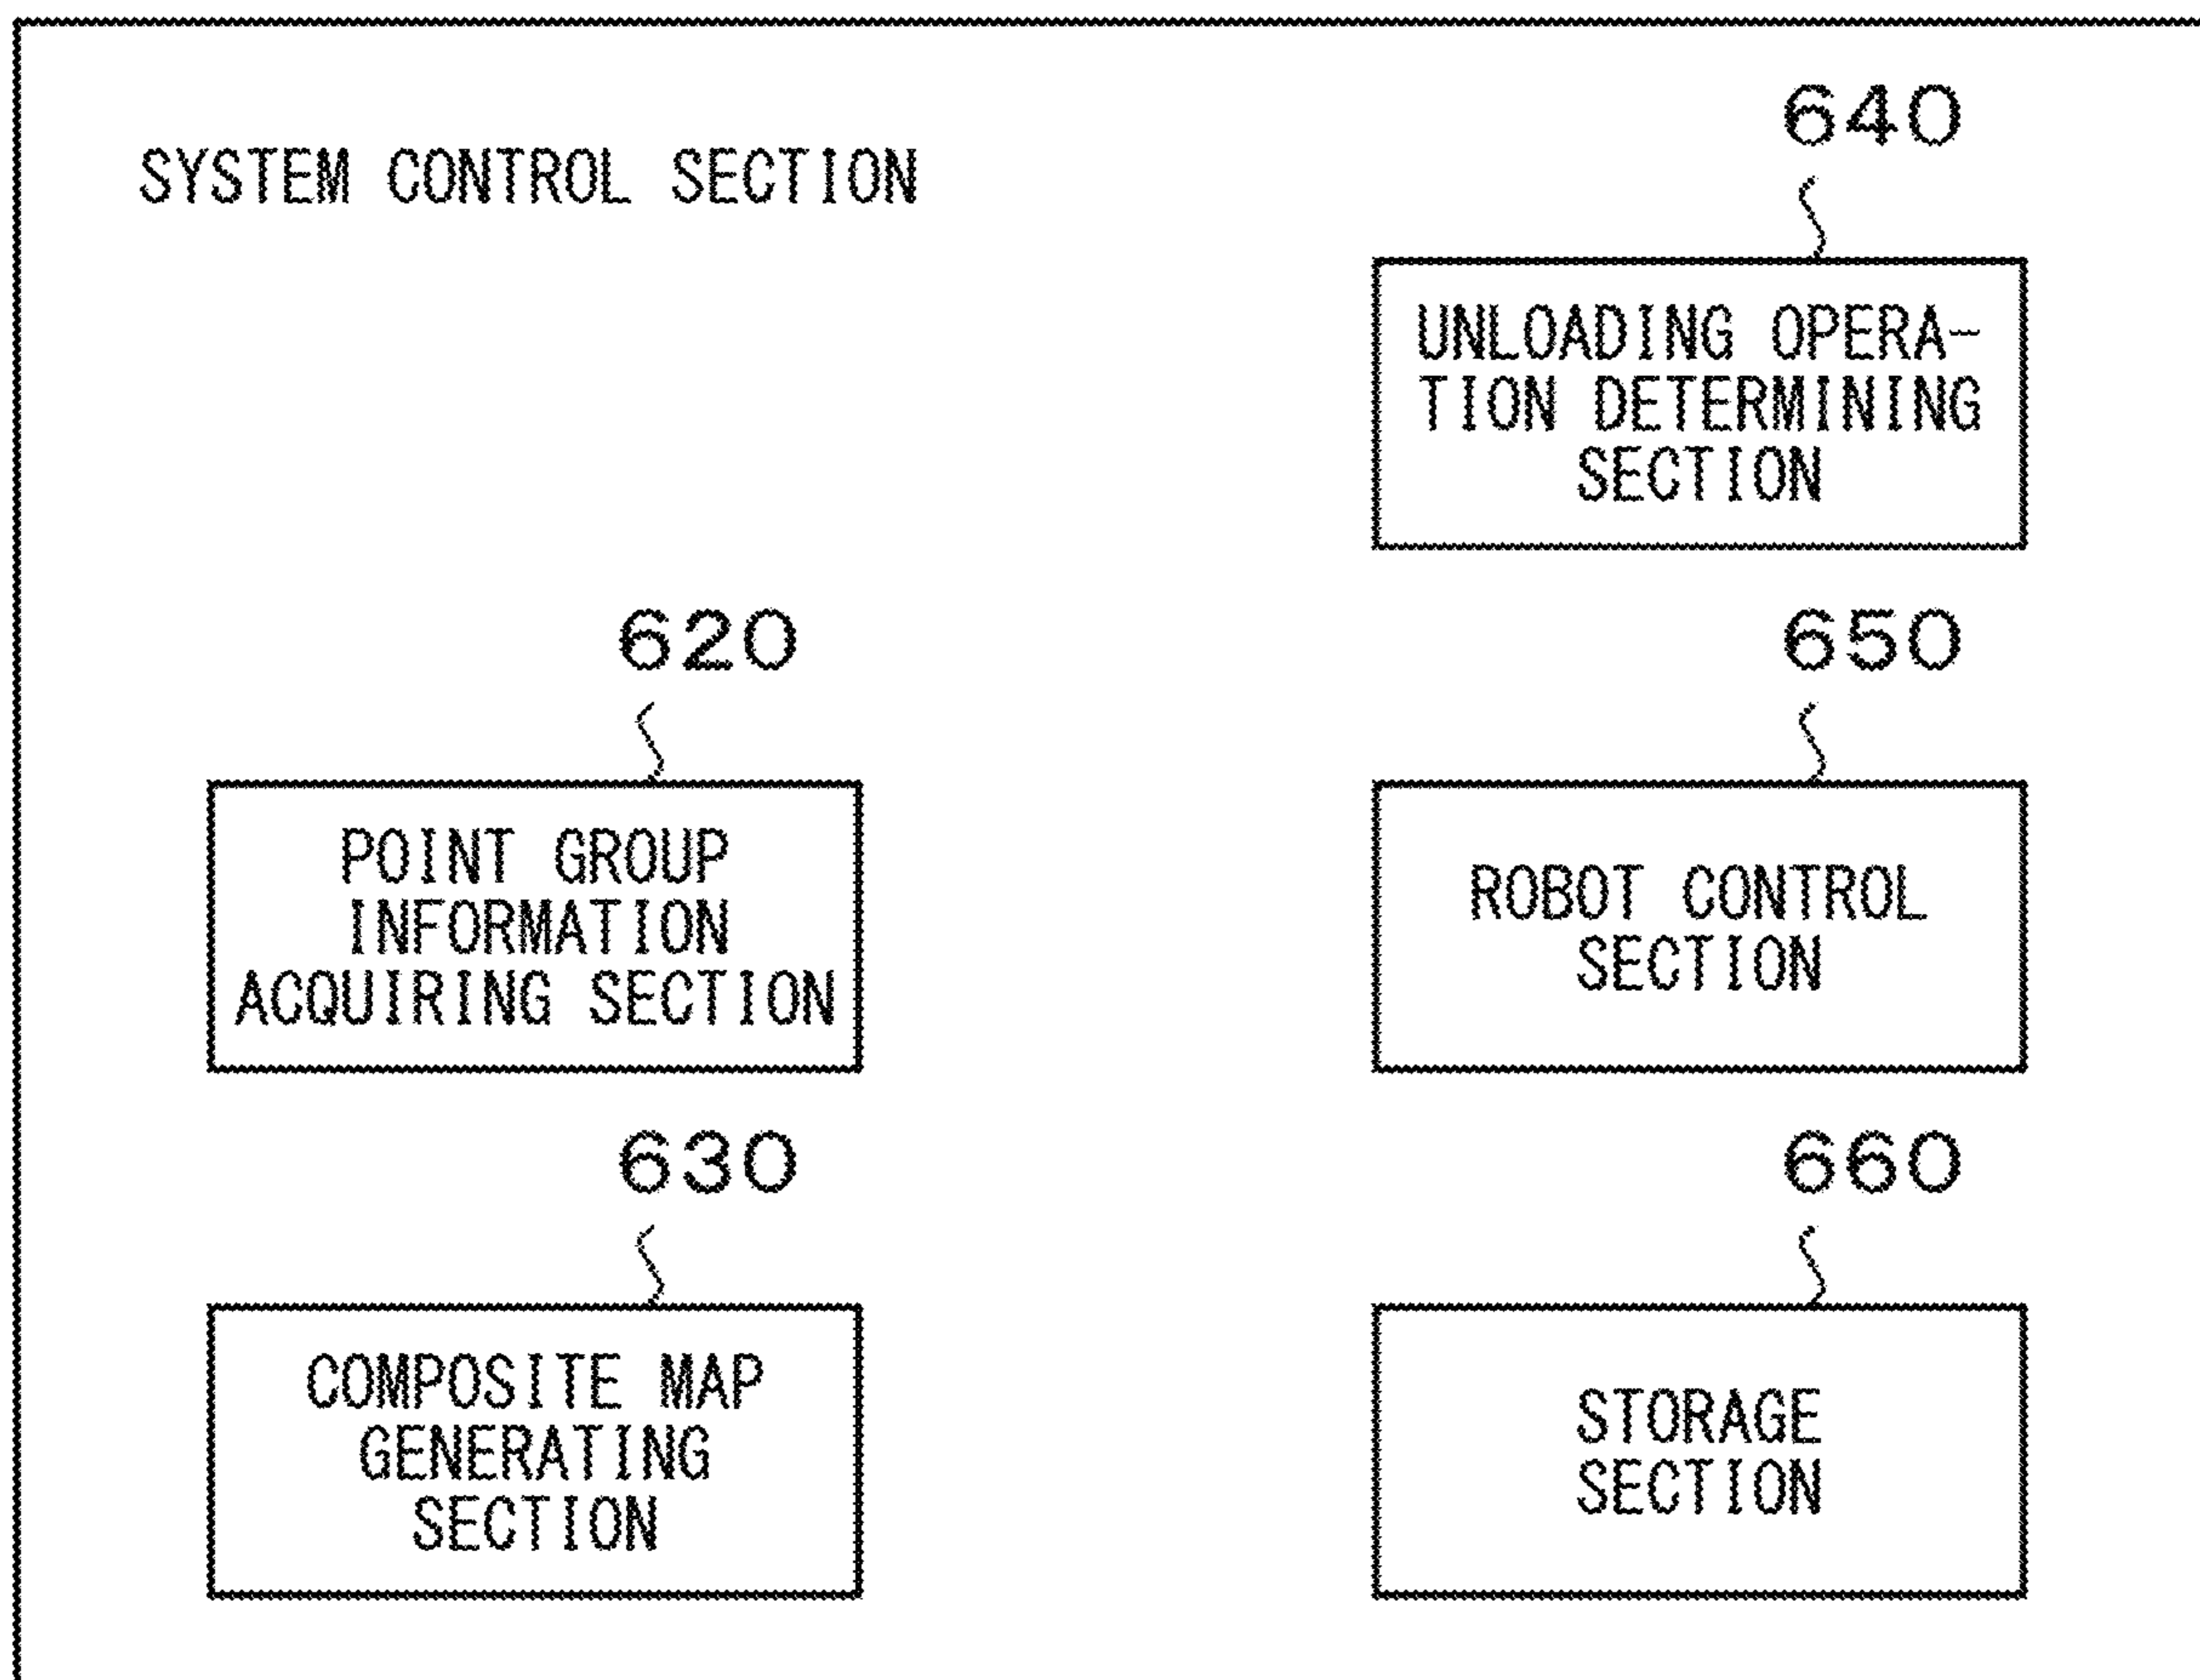 SYSTEM CONTROL SECTION
640
UNLOADING OPERA-
TION DETERMINING
SECTION
620
POINT GROUP
INFORMATION
ACQUIRING SECTION
650
ROBOT CONTROL
SECTION
630
COMPOSITE MAP
GENERATING
SECTION
660
STORAGE
SECTION